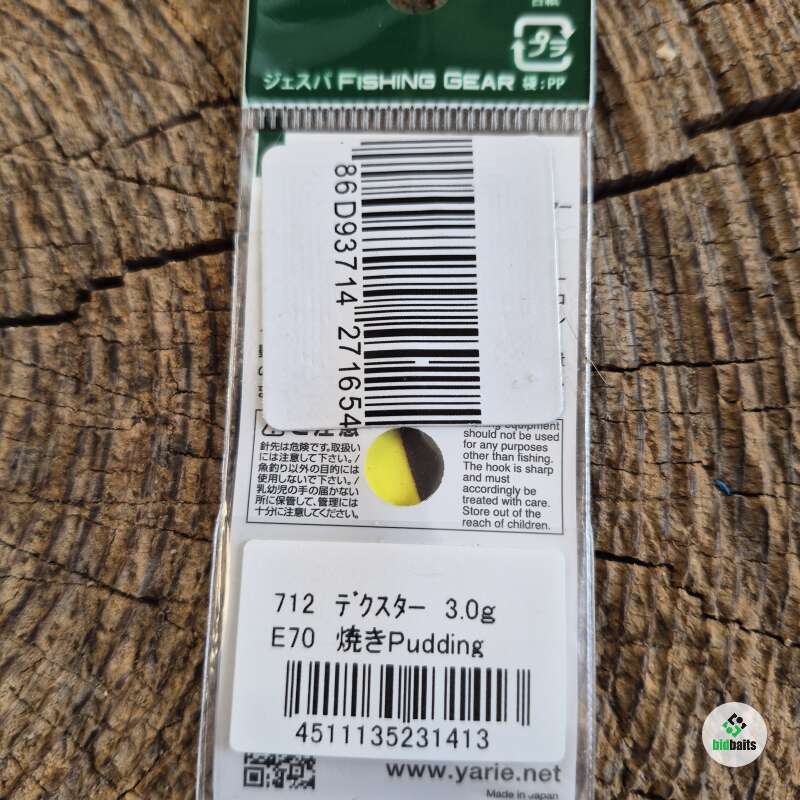 台紙
プラ
ジェスパ FISHING GEAR 袋:PP
86D93714 271654
針先は危険です。取扱い
には注意して下さい。/
魚釣り以外の目的には
使用しないで下さい。/
乳幼児の手の届かない
所に保管して、管理には
十分に注意してください。
equipment
should not be used
for any purposes
other than fishing.
The hook is sharp
and must
accordingly be
treated with care.
Store out of the
reach of children.
712 デクスター 3.0g
E70 焼きPudding
4511135231413
www.yarie.net
Made in Japan
bidbaits